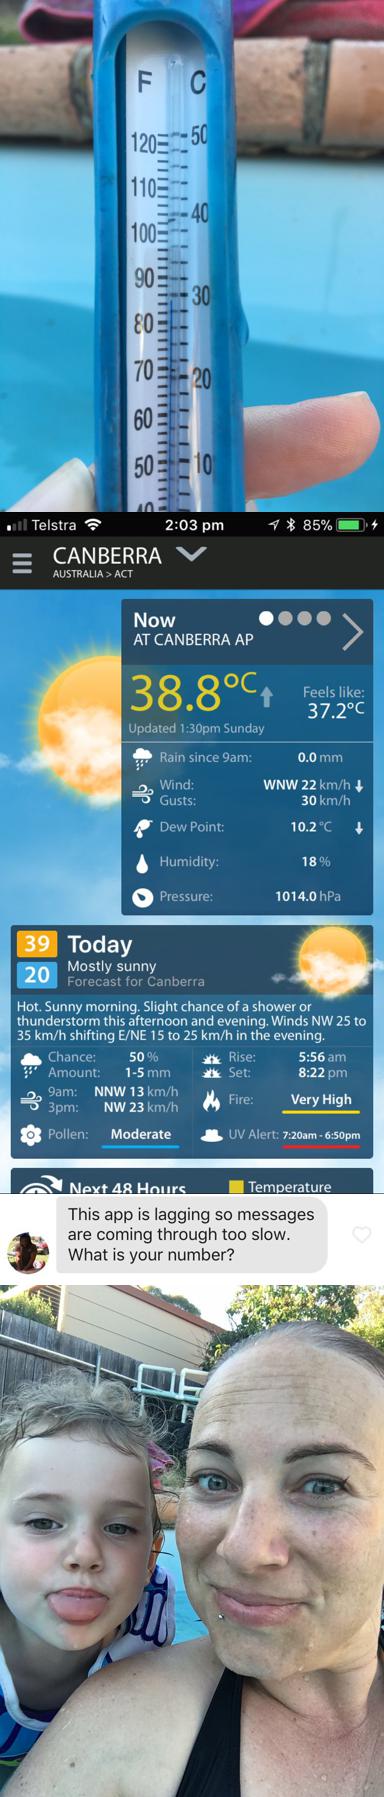 F C
120 50
110
40
100
90
30
80
70 20
60
50 10
40
Telstra 2:03 pm 85%
CANBERRA
AUSTRALIA > ACT
Now
AT CANBERRA AP
38.8°C
Feels like:
37.2°C
Updated 1:30pm Sunday
Rain since 9am: 0.0 mm
Wind: WNW 22 km/h
Gusts: 30 km/h
Dew Point: 10.2 °C
Humidity: 18 %
Pressure: 1014.0 hPa
39 Today
20 Mostly sunny
Forecast for Canberra
Hot. Sunny morning. Slight chance of a shower or
thunderstorm this afternoon and evening. Winds NW 25 to
35 km/h shifting E/NE 15 to 25 km/h in the evening.
Chance: 50 % Rise: 5:56 am
Amount: 1-5 mm Set: 8:22 pm
9am: NNW 13 km/h Fire: Very High
3pm: NW 23 km/h
Pollen: Moderate UV Alert: 7:20am - 6:50pm
Next 48 Hours Temperature
This app is lagging so messages
are coming through too slow.
What is your number?